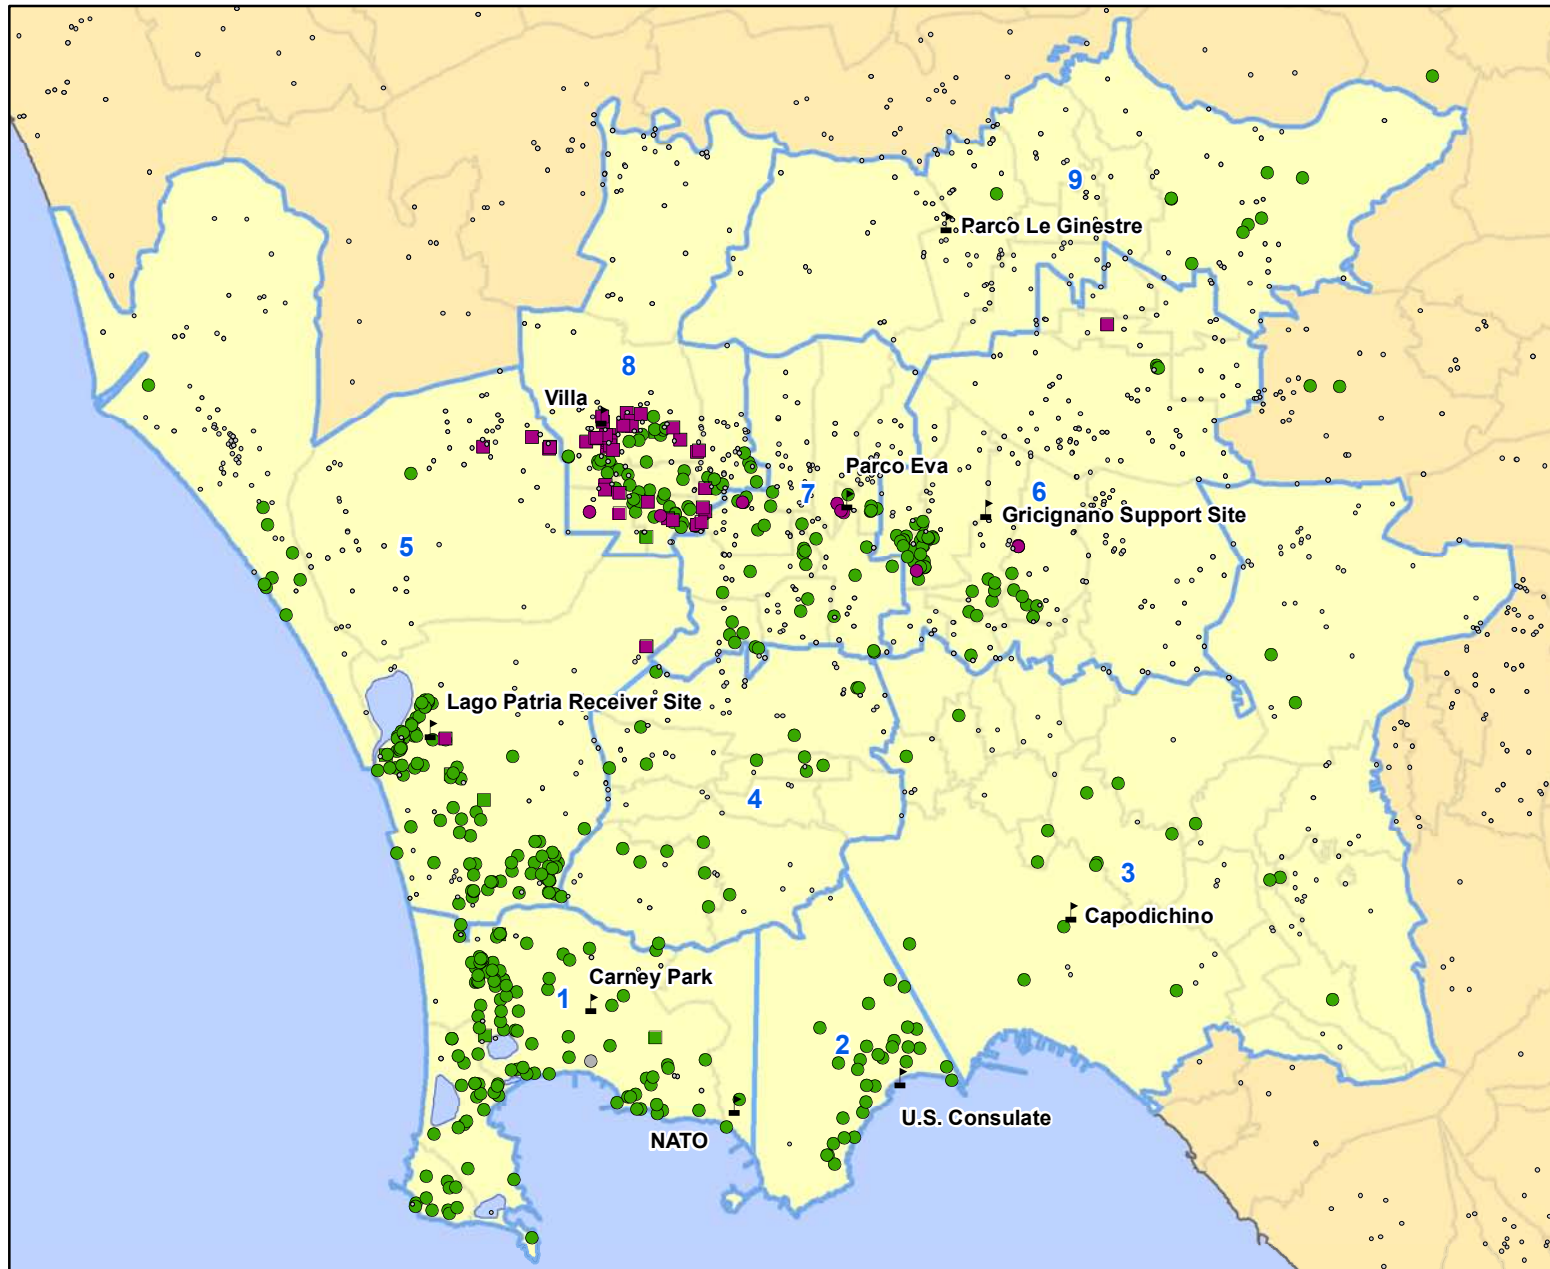 9
Parco Le Ginestre
8
Villa
Parco Eva
7
6
Gricignano Support Site
5
Lago Patria Receiver Site
4
3
Capodichino
Carney Park
1
2
U.S. Consulate
NATO